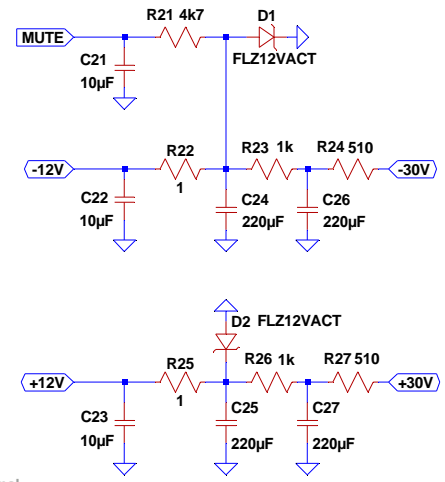 R21 4k7
D1
MUTE
C21
10µF
FLZ12VACT
R22
R23 1k
R24 510
-12V
-30V
1
C22
10µF
C24
220µF
C26
220µF
D2 FLZ12VACT
R25
R26 1k
R27 510
+12V
+30V
1
C23
10µF
C25
220µF
C27
220µF